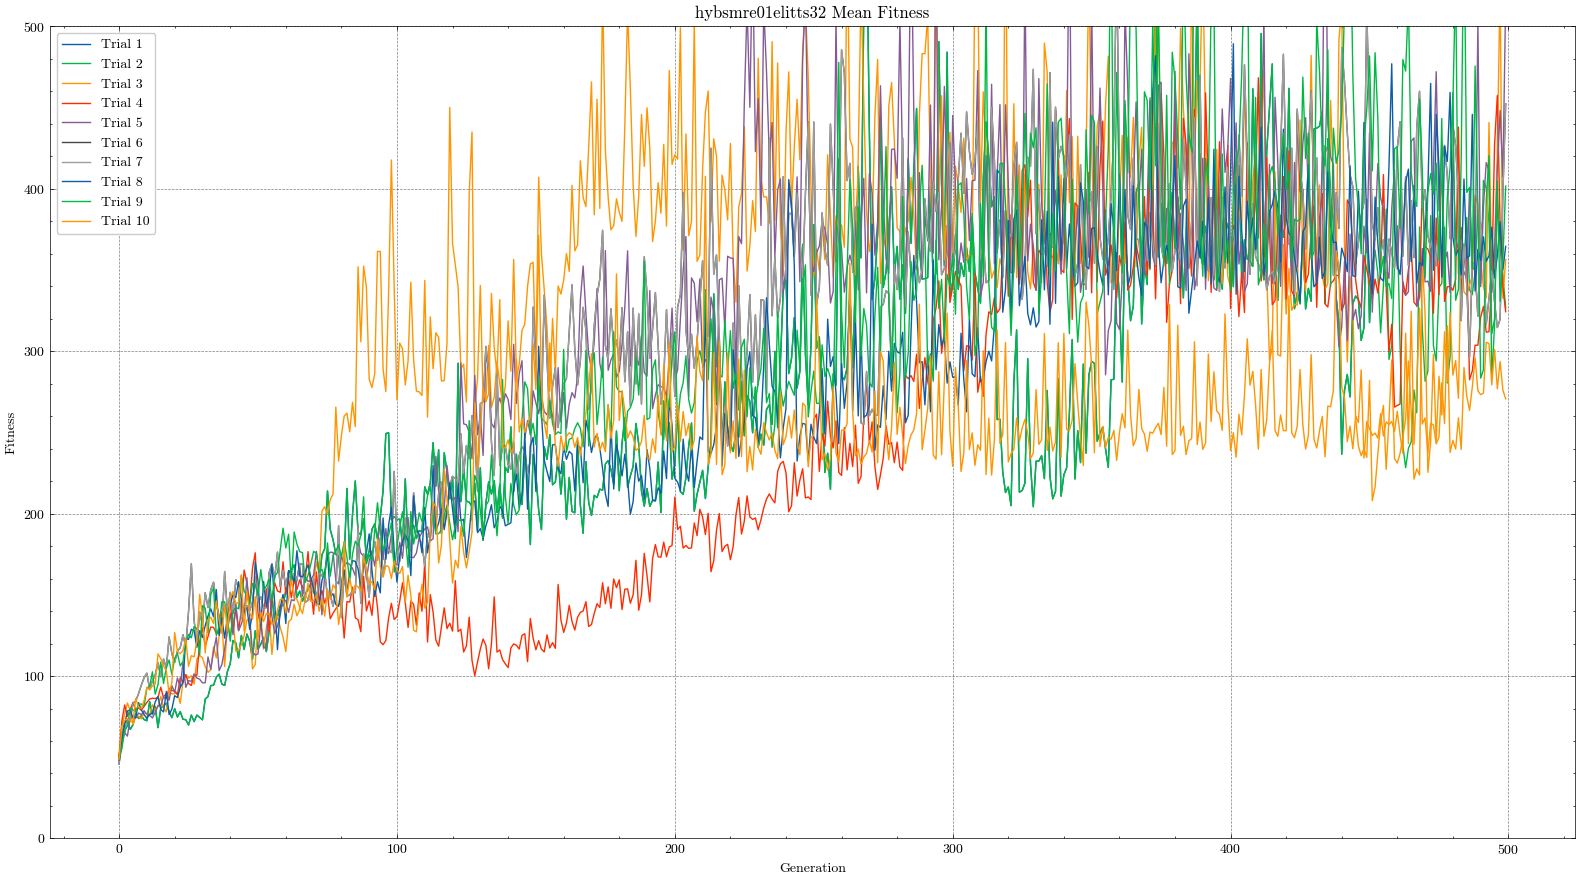 hybsmre01elitts32 Mean Fitness
500
400
300
200
100
0
Fitness
Trial 1
Trial 2
Trial 3
Trial 4
Trial 5
Trial 6
Trial 7
Trial 8
Trial 9
Trial 10
0
100
200
300
400
500
Generation